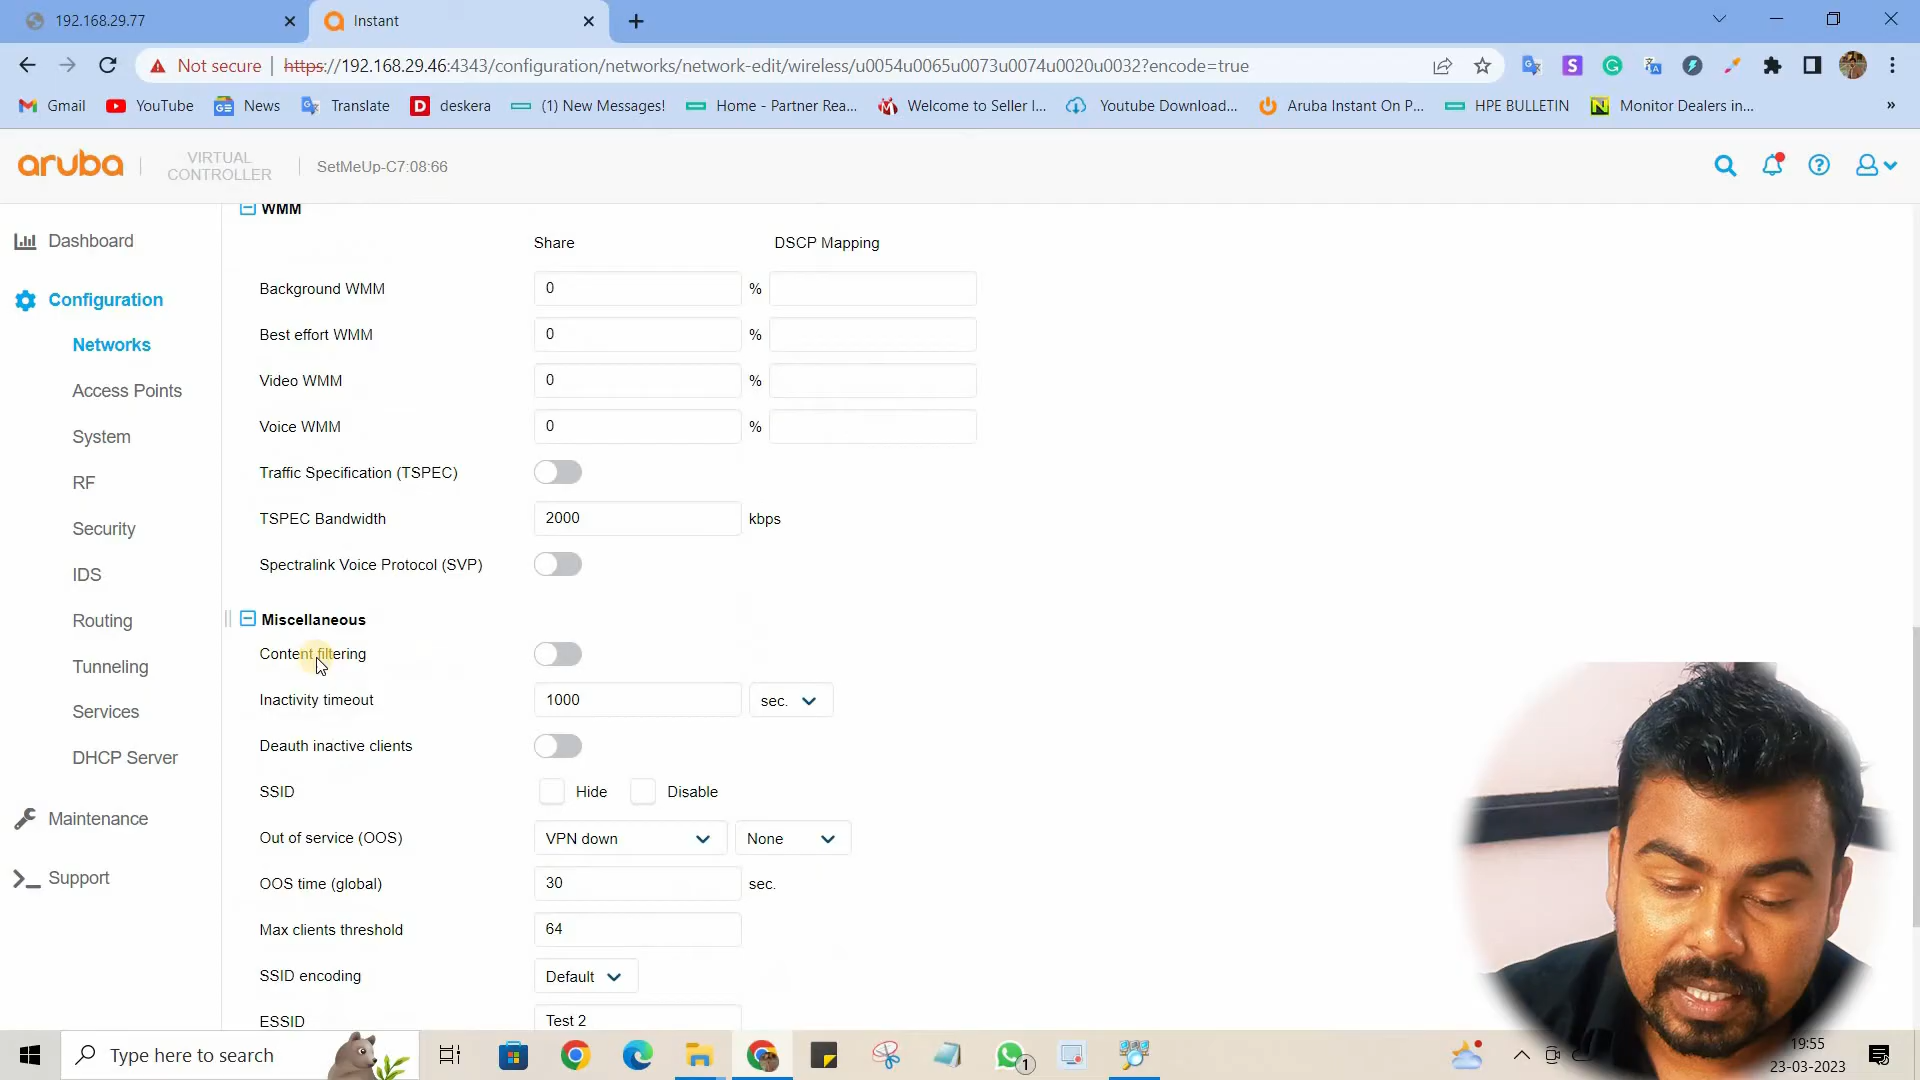 192.168.29.77
Instant
Not secure | https://192.168.29.46:4343/configuration/networks/network-edit/wireless/u0054u0065u0073u0074u0020u0032?encode=true
Gmail YouTube News Translate deskera (1) New Messages! Home - Partner Rea... Welcome to Seller I... Youtube Download... Aruba Instant On P... HPE BULLETIN Monitor Dealers in... »
aruba VIRTUAL CONTROLLER SetMeUp-C7:08:66
Dashboard
Configuration
Networks
Access Points
System
RF
Security
IDS
Routing
Tunneling
Services
DHCP Server
Maintenance
Support
WMM
Share DSCP Mapping
Background WMM 0 %
Best effort WMM 0 %
Video WMM 0 %
Voice WMM 0 %
Traffic Specification (TSPEC)
TSPEC Bandwidth 2000 kbps
Spectralink Voice Protocol (SVP)
Miscellaneous
Content filtering
Inactivity timeout 1000 sec.
Deauth inactive clients
SSID Hide Disable
Out of service (OOS) VPN down None
OOS time (global) 30 sec.
Max clients threshold 64
SSID encoding Default
ESSID Test 2
Type here to search
1
19:55
23-03-2023